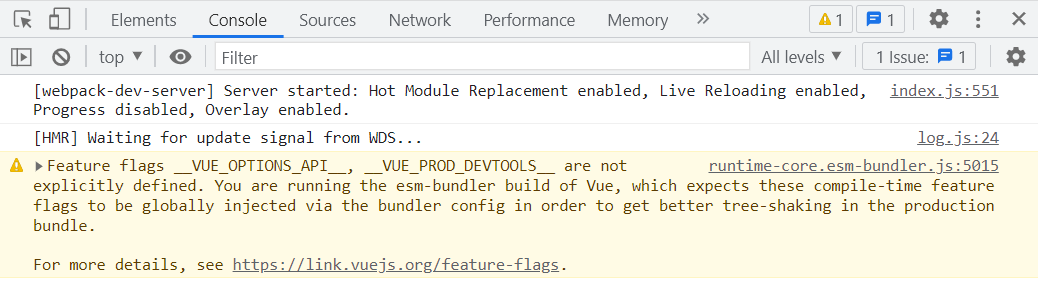 Elements Console Sources Network Performance Memory » 1 1
top Filter All levels 1 Issue: 1
[webpack-dev-server] Server started: Hot Module Replacement enabled, Live Reloading enabled, index.js:551
Progress disabled, Overlay enabled.
[HMR] Waiting for update signal from WDS... log.js:24
Feature flags __VUE_OPTIONS_API__, __VUE_PROD_DEVTOOLS__ are not runtime-core.esm-bundler.js:5015
explicitly defined. You are running the esm-bundler build of Vue, which expects these compile-time feature
flags to be globally injected via the bundler config in order to get better tree-shaking in the production
bundle.
For more details, see https://link.vuejs.org/feature-flags.